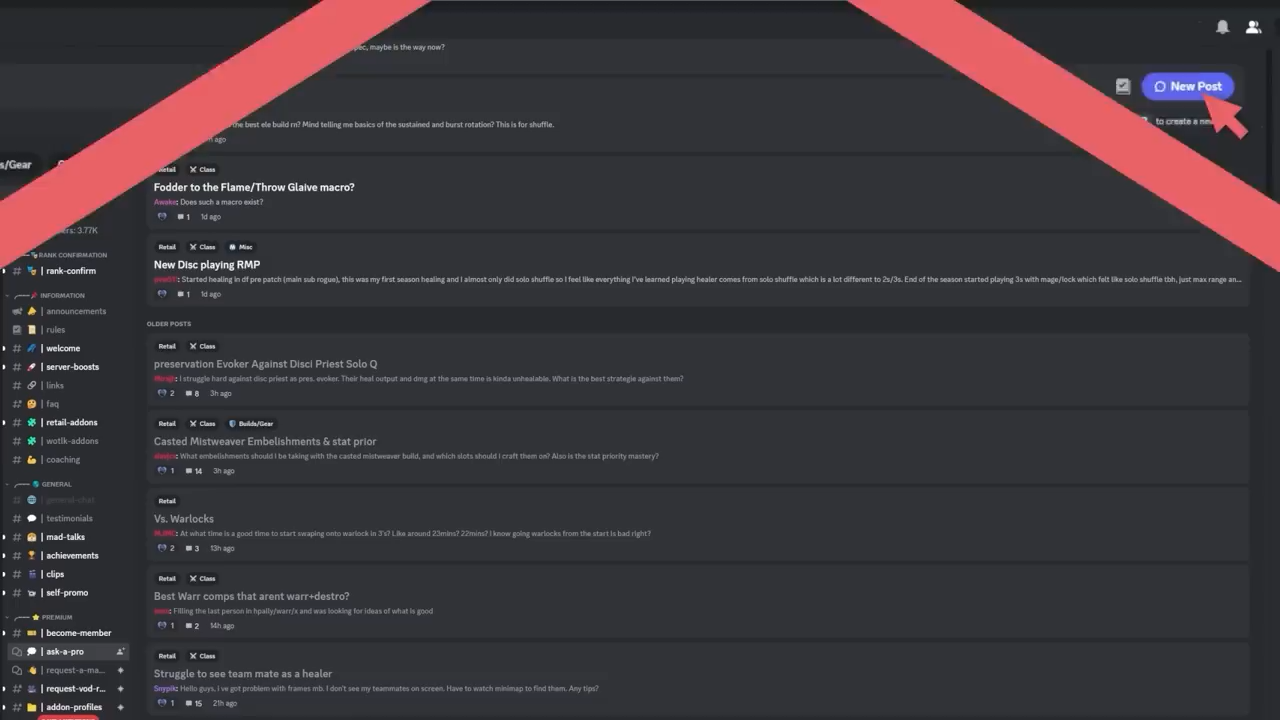 ec, maybe is the way now?
New Post
to create a new
the best ele build rn? Mind telling me basics of the sustained and burst rotation? This is for shuffle.
h ago
s/Gear
Retail Class
Fodder to the Flame/Throw Glaive macro?
Awake: Does such a macro exist?
1 1d ago
ers: 3.77K
Retail Class Misc
New Disc playing RMP
Started healing in df pre patch (main sub rogue), this was my first season healing and I almost only did solo shuffle so I feel like everything I've learned playing healer comes from solo shuffle which is a lot different to 2s/3s. End of the season started playing 3s with mage/lock which felt like solo shuffle tbh, just max range an...
1 1d ago
RANK CONFIRMATION
# | rank-confirm
INFORMATION
| announcements
| rules
# | welcome
# | server-boosts
# | links
# | faq
# | retail-addons
# | wotlk-addons
# | coaching
GENERAL
# | general-chat
| testimonials
# | mad-talks
# | achievements
# | clips
# | self-promo
PREMIUM
# | become-member
| ask-a-pro
| request-a-ma...
# | request-vod-r...
# | addon-profiles
OLDER POSTS
Retail Class
preservation Evoker Against Disci Priest Solo Q
I struggle hard against disc priest as pres. evoker. Their heal output and dmg at the same time is kinda unhealable. What is the best strategie against them?
2 8 3h ago
Retail Class Builds/Gear
Casted Mistweaver Embelishments & stat prior
What embelishments should I be taking with the casted mistweaver build, and which slots should I craft them on? Also is the stat priority mastery?
1 14 3h ago
Retail
Vs. Warlocks
At what time is a good time to start swaping onto warlock in 3's? Like around 23mins? 22mins? I know going warlocks from the start is bad right?
2 3 13h ago
Retail Class
Best Warr comps that arent warr+destro?
Filling the last person in hpally/warr/x and was looking for ideas of what is good
1 2 14h ago
Retail Class
Struggle to see team mate as a healer
Snypik: Hello guys, i ve got problem with frames mb. I don't see my teammates on screen. Have to watch minimap to find them. Any tips?
1 15 21h ago